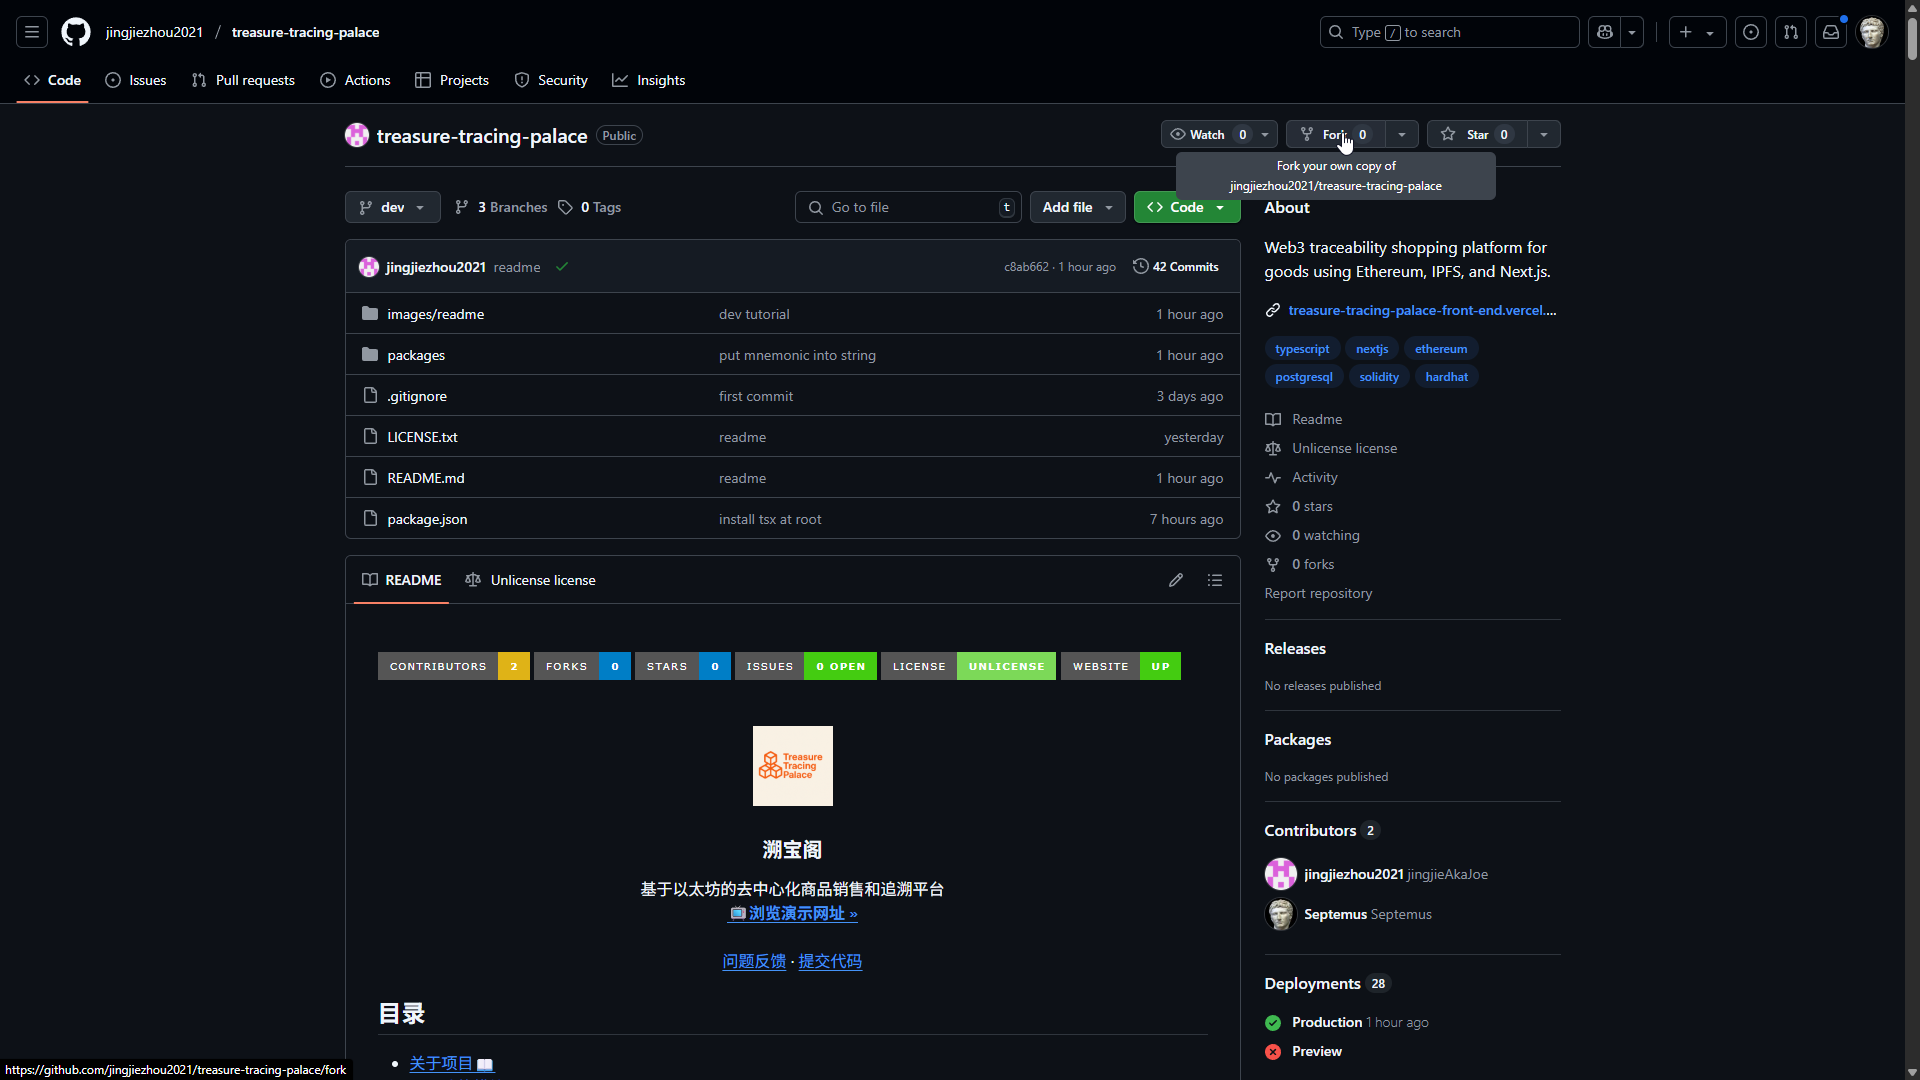 jingjiezhou2021 / treasure-tracing-palace
Type / to search
Code Issues Pull requests Actions Projects Security Insights
treasure-tracing-palace Public
Watch 0 Fork 0 Star 0
Fork your own copy of
jingjiezhou2021/treasure-tracing-palace
dev 3 Branches 0 Tags Go to file t Add file Code
jingjiezhou2021 readme c8ab662 · 1 hour ago 42 Commits
images/readme dev tutorial 1 hour ago
packages put mnemonic into string 1 hour ago
.gitignore first commit 3 days ago
LICENSE.txt readme yesterday
README.md readme 1 hour ago
package.json install tsx at root 7 hours ago
README Unlicense license
CONTRIBUTORS 2 FORKS 0 STARS 0 ISSUES 0 OPEN LICENSE UNLICENSE WEBSITE UP
Treasure
Tracing
Palace
溯宝阁
基于以太坊的去中心化商品销售和追溯平台
浏览演示网址 »
问题反馈 · 提交代码
目录
关于项目
About
Web3 traceability shopping platform for
goods using Ethereum, IPFS, and Next.js.
treasure-tracing-palace-front-end.vercel....
typescript nextjs ethereum
postgresql solidity hardhat
Readme
Unlicense license
Activity
0 stars
0 watching
0 forks
Report repository
Releases
No releases published
Packages
No packages published
Contributors 2
jingjiezhou2021 jingjieAkaJoe
Septemus Septemus
Deployments 28
Production 1 hour ago
Preview
https://github.com/jingjiezhou2021/treasure-tracing-palace/fork